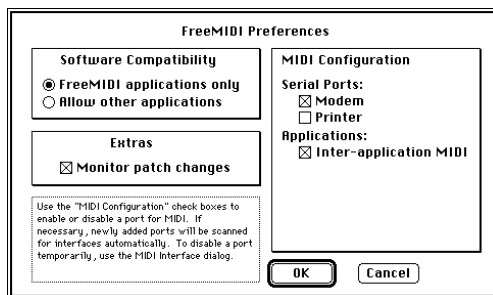 FreeMIDI Preferences
Software Compatibility
FreeMIDI applications only
Allow other applications
Extras
Monitor patch changes
Use the "MIDI Configuration" check boxes to
enable or disable a port for MIDI. If
necessary, newly added ports will be scanned
for interfaces automatically. To disable a port
temporarily, use the MIDI Interface dialog.
MIDI Configuration
Serial Ports:
Modem
Printer
Applications:
Inter-application MIDI
OK
Cancel